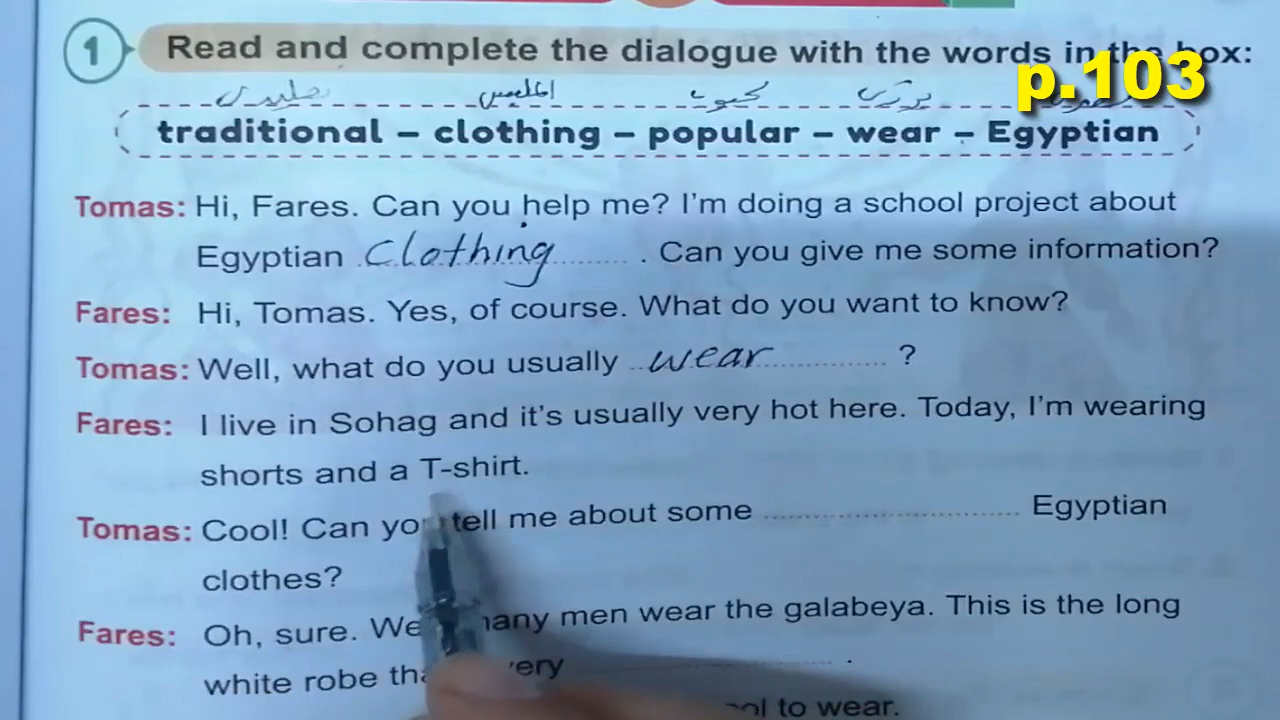 1 Read and complete the dialogue with the words in the box:
p.103
traditional – clothing – popular – wear – Egyptian
Tomas: Hi, Fares. Can you help me? I'm doing a school project about
Egyptian clothing . Can you give me some information?
Fares: Hi, Tomas. Yes, of course. What do you want to know?
Tomas: Well, what do you usually wear ?
Fares: I live in Sohag and it's usually very hot here. Today, I'm wearing
shorts and a T-shirt.
Tomas: Cool! Can you tell me about some .......................... Egyptian
clothes?
Fares: Oh, sure. We many men wear the galabeya. This is the long
white robe very .......................... .
to wear.